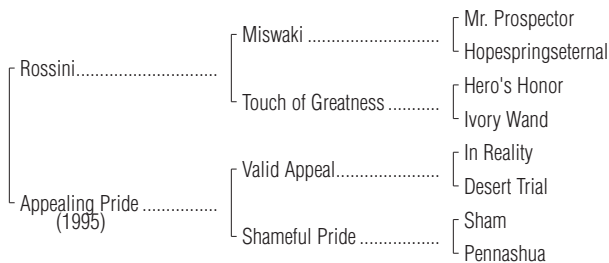 Mr. Prospector
Miswaki ............................
Hopespringseternal
Rossini..............................
Hero's Honor
Touch of Greatness ...........
Ivory Wand
In Reality
Valid Appeal......................
Desert Trial
Appealing Pride ................
(1995)
Sham
Shameful Pride .................
Pennashua